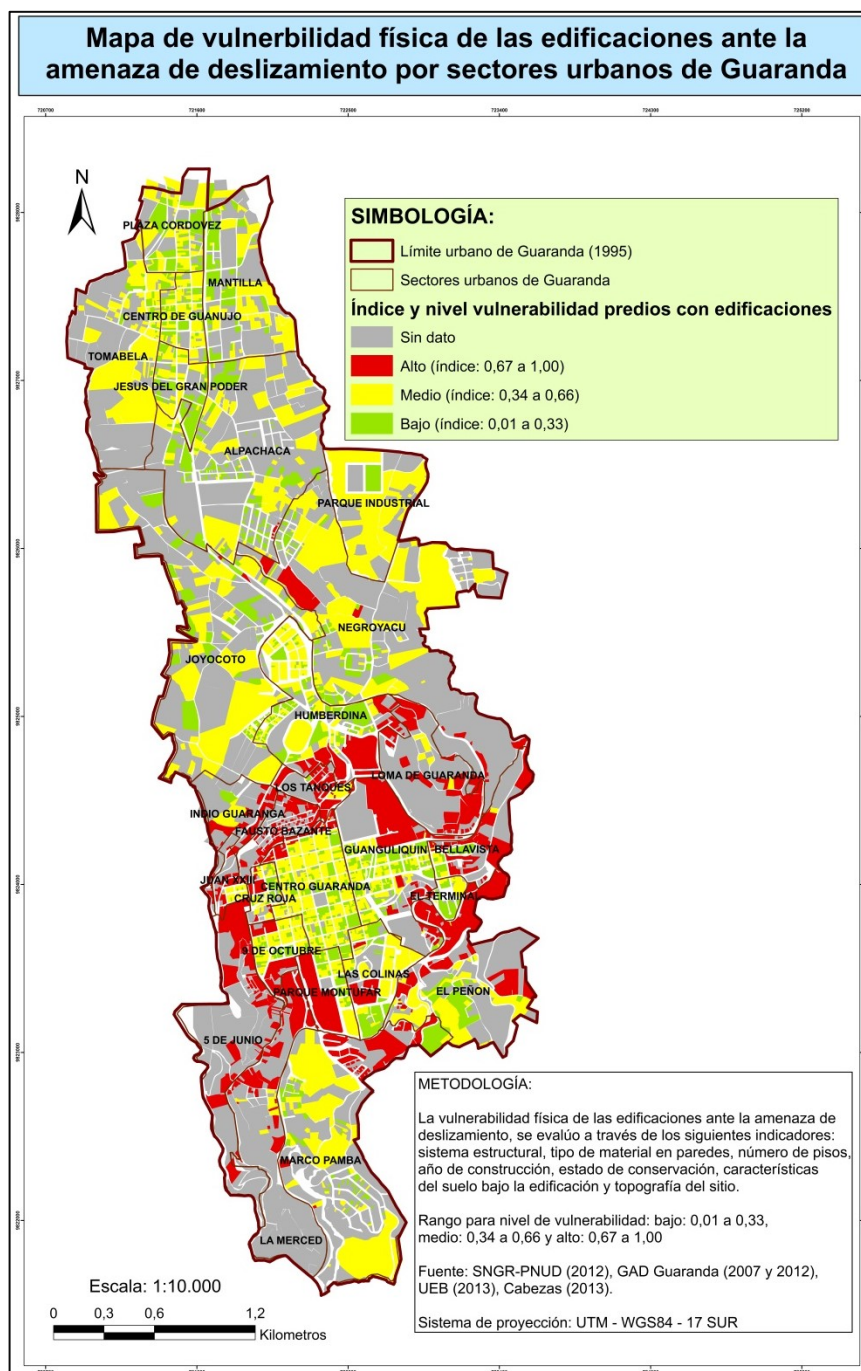 Mapa de vulnerbilidad física de las edificaciones ante la
amenaza de deslizamiento por sectores urbanos de Guaranda
N
SIMBOLOGÍA:
Límite urbano de Guaranda (1995)
Sectores urbanos de Guaranda
Índice y nivel vulnerabilidad predios con edificaciones
Sin dato
Alto (índice: 0,67 a 1,00)
Medio (índice: 0,34 a 0,66)
Bajo (índice: 0,01 a 0,33)
PLAZA CORDOVEZ
MANTILLA
CENTRO DE GUANUJO
TOMABELA
JESUS DEL GRAN PODER
ALPACHACA
PARQUE INDUSTRIAL
NEGROYACU
JOYOCOTO
HUMBERDINA
LOMA DE GUARANDA
LOS TANQUES
INDIO GUARANGA
FAUSTO BAZANTE
GUANGULIQUIN
BELLAVISTA
JUAN XXIII
CENTRO GUARANDA
CRUZ ROJA
EL TERMINAL
9 DE OCTUBRE
LAS COLINAS
PARQUE MONTUFAR
EL PEÑON
5 DE JUNIO
MARCO PAMBA
LA MERCED
METODOLOGÍA:
La vulnerabilidad física de las edificaciones ante la amenaza de
deslizamiento, se evalúo a través de los siguientes indicadores:
sistema estructural, tipo de material en paredes, número de pisos,
año de construcción, estado de conservación, características
del suelo bajo la edificación y topografía del sitio.
Rango para nivel de vulnerabilidad: bajo: 0,01 a 0,33,
medio: 0,34 a 0,66 y alto: 0,67 a 1,00
Fuente: SNGR-PNUD (2012), GAD Guaranda (2007 y 2012),
UEB (2013), Cabezas (2013).
Sistema de proyección: UTM - WGS84 - 17 SUR
Escala: 1:10.000
0 0,3 0,6 1,2
Kilometros